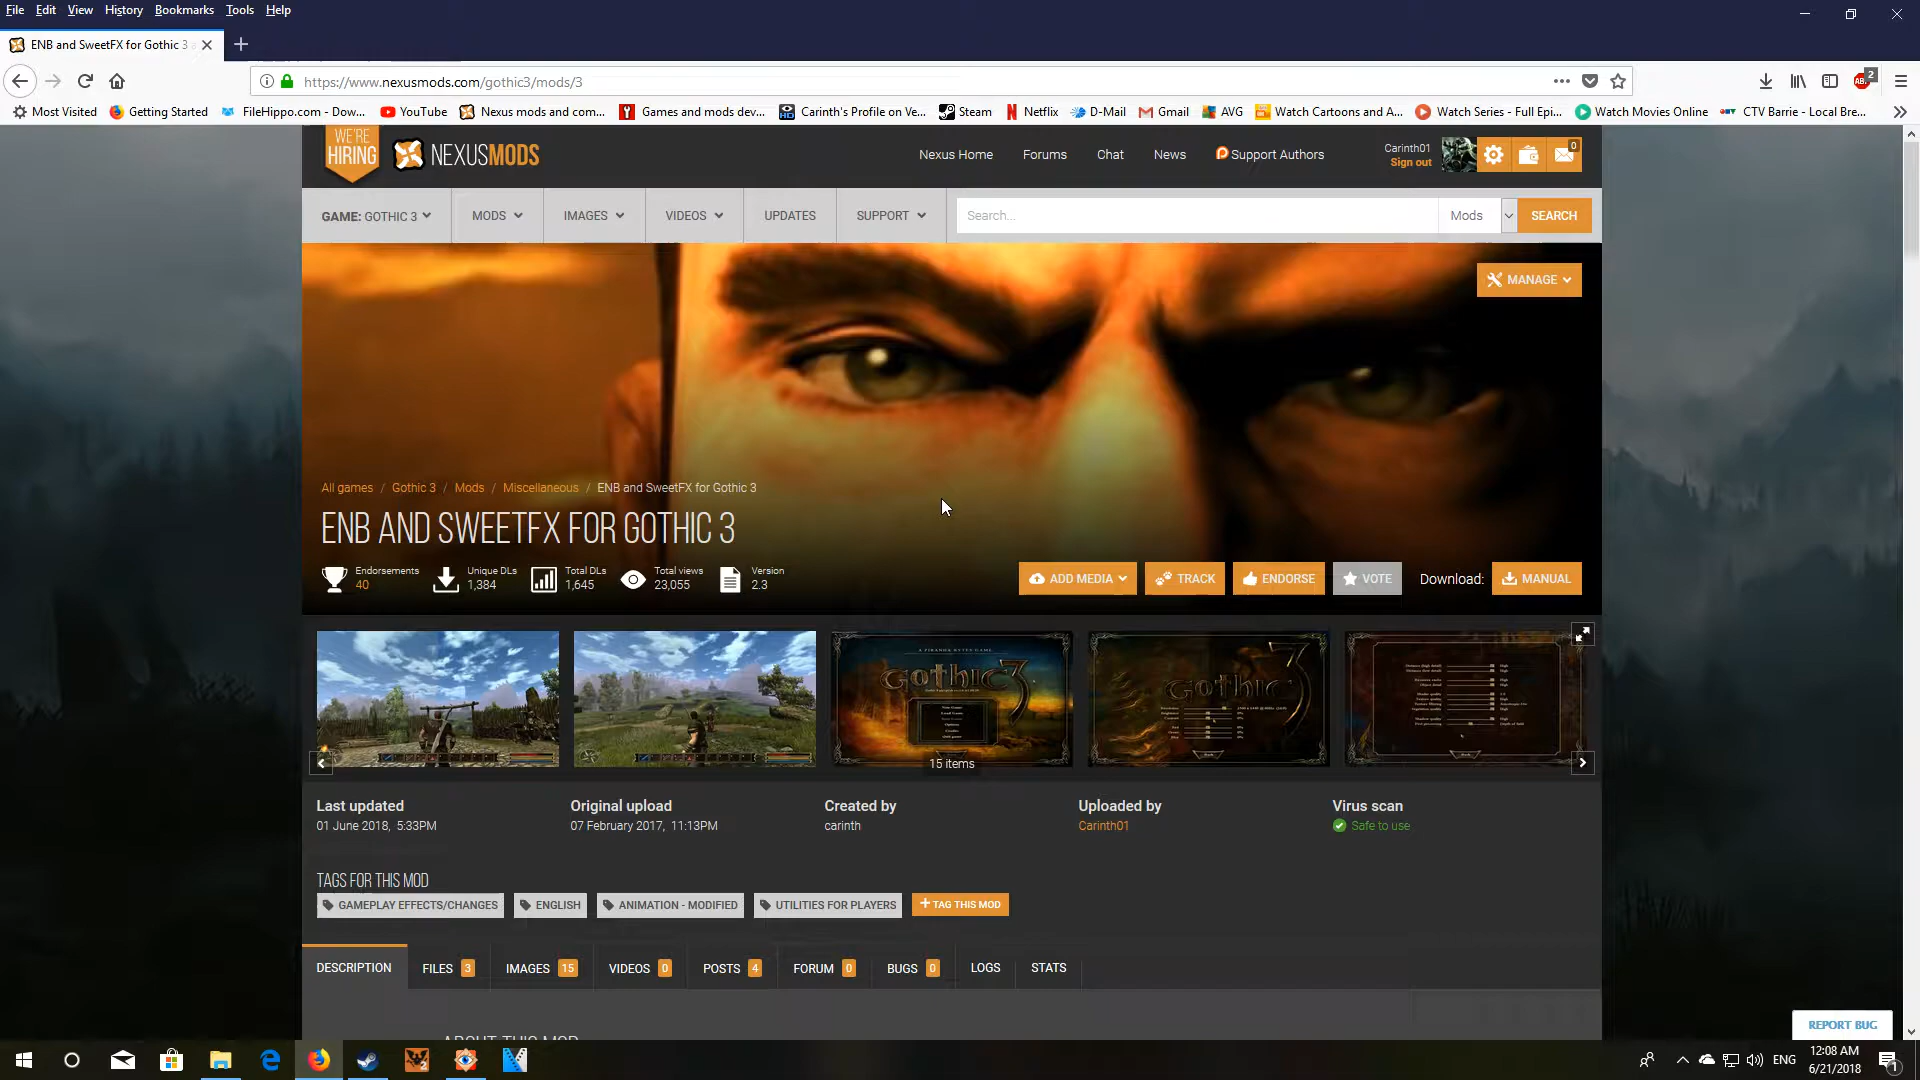 File Edit View History Bookmarks Tools Help
ENB and SweetFX for Gothic 3
https://www.nexusmods.com/gothic3/mods/3
2
Most Visited Getting Started FileHippo.com - Dow... YouTube Nexus mods and com... Games and mods dev... Carinth's Profile on Ve... Steam Netflix D-Mail Gmail AVG Watch Cartoons and A... Watch Series - Full Epi... Watch Movies Online CTV Barrie - Local Bre...
WE'RE
HIRING
NEXUSMODS
Nexus Home Forums Chat News Support Authors
Carinth01
Sign out
0
GAME: GOTHIC 3 MODS IMAGES VIDEOS UPDATES SUPPORT Search... Mods SEARCH
MANAGE
All games / Gothic 3 / Mods / Miscellaneous / ENB and SweetFX for Gothic 3
ENB AND SWEETFX FOR GOTHIC 3
Endorsements
40
Unique DLs
1,384
Total DLs
1,645
Total views
23,055
Version
2.3
ADD MEDIA TRACK ENDORSE VOTE Download: MANUAL
gothic 3
gothic 3
15 items
Last updated
01 June 2018, 5:33PM
Original upload
07 February 2017, 11:13PM
Created by
carinth
Uploaded by
Carinth01
Virus scan
Safe to use
TAGS FOR THIS MOD
GAMEPLAY EFFECTS/CHANGES ENGLISH ANIMATION - MODIFIED UTILITIES FOR PLAYERS + TAG THIS MOD
DESCRIPTION FILES 3 IMAGES 15 VIDEOS 0 POSTS 4 FORUM 0 BUGS 0 LOGS STATS
ABOUT THIS MOD
REPORT BUG
ENG
12:08 AM
6/21/2018
1